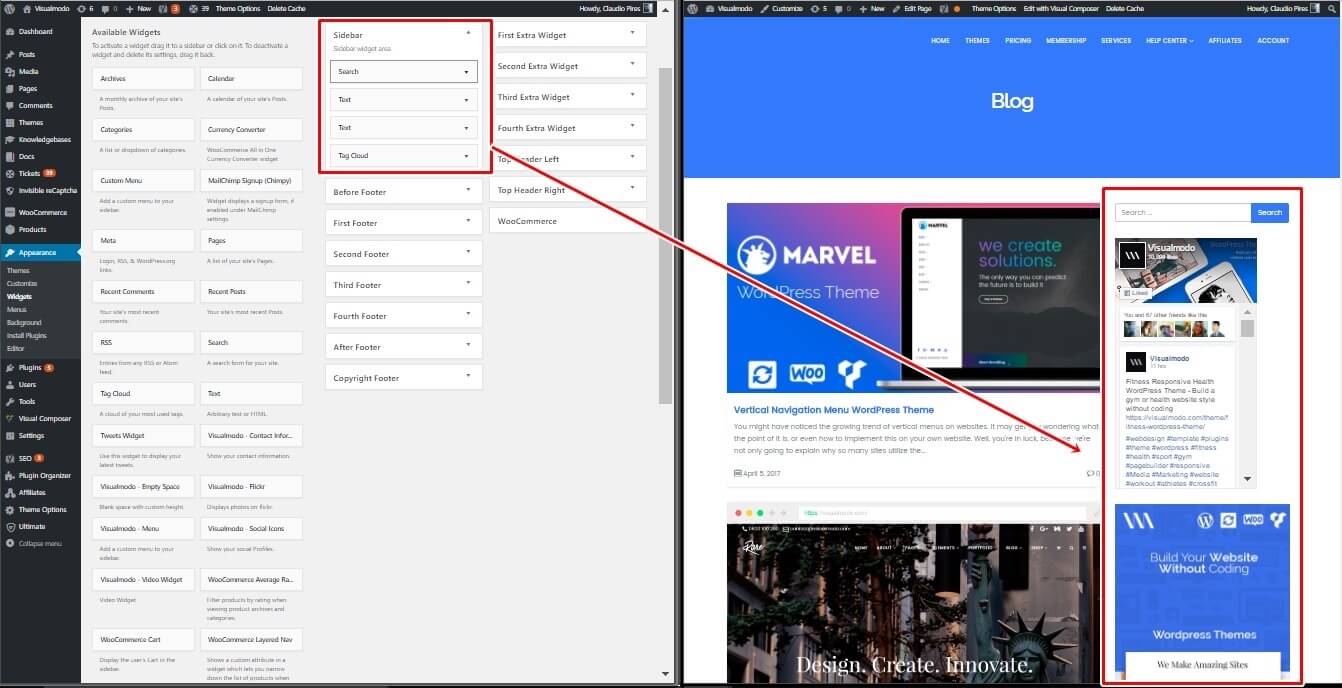 Visualmodo
6
0
New
3
39
Theme Options
Delete Cache
Howdy, Claudio Pires
Dashboard
Posts
Media
Pages
Comments
Themes
Knowledgebases
Docs
Tickets 39
Invisible reCaptcha
WooCommerce
Products
Appearance
Themes
Customize
Widgets
Menus
Background
Install Plugins
Editor
Plugins 5
Users
Tools
Visual Composer
Settings
SEO 3
Plugin Organizer
Affiliates
Theme Options
Ultimate
Collapse menu
Available Widgets
To activate a widget drag it to a sidebar or click on it. To deactivate a
widget and delete its settings, drag it back.
Archives
A monthly archive of your site's
Posts.
Calendar
A calendar of your site's Posts.
Categories
A list or dropdown of categories.
Currency Converter
WooCommerce All in One
Currency Converter widget
Custom Menu
Add a custom menu to your
sidebar.
MailChimp Signup (Chimpy)
Widget displays a signup form, if
enabled under MailChimp
settings.
Meta
Login, RSS, & WordPress.org
links.
Pages
A list of your site's Pages.
Recent Comments
Your site's most recent
comments.
Recent Posts
Your site's most recent Posts.
RSS
Entries from any RSS or Atom
feed.
Search
A search form for your site.
Tag Cloud
A cloud of your most used tags.
Text
Arbitrary text or HTML.
Tweets Widget
Use this widget to display your
latest tweets.
Visualmodo - Contact Infor...
Show your contact information.
Visualmodo - Empty Space
Blank space with custom height.
Visualmodo - Flickr
Displays photos on flickr.
Visualmodo - Menu
Add a custom menu to your
sidebar.
Visualmodo - Social Icons
Show your social Profiles.
Visualmodo - Video Widget
Video Widget
WooCommerce Average Ra...
Filter products by rating when
viewing product archives and
categories.
WooCommerce Cart
Display the user's Cart in the
sidebar.
WooCommerce Layered Nav
Shows a custom attribute in a
widget which lets you narrow
down the list of products when
Sidebar
Sidebar widget area.
Search
Text
Text
Tag Cloud
Before Footer
First Footer
Second Footer
Third Footer
Fourth Footer
After Footer
Copyright Footer
First Extra Widget
Second Extra Widget
Third Extra Widget
Fourth Extra Widget
Top Header Left
Top Header Right
WooCommerce
Visualmodo
Customize
5
0
New
Edit Page
Theme Options
Edit with Visual Composer
Delete Cache
Howdy, Claudio Pires
HOME
THEMES
PRICING
MEMBERSHIP
SERVICES
HELP CENTER
AFFILIATES
ACCOUNT
Blog
MARVEL
WordPress Theme
WOO
MARVEL
we create
solutions.
The only way you can predict
the future is to build it
Vertical Navigation Menu WordPress Theme
You might have noticed the growing trend of vertical menus on websites. It may get you wondering what
the point of it is, or even how to implement this on your own website. Well, you're in luck, because we're
not only going to explain why so many sites utilize the...
April 5, 2017
0
https://visualmodo.com/
Rare
HOME
ABOUT
ELEMENTS
PORTFOLIO
BLOG
SHOP
Design. Create. Innovate.
Search ...
Search
Visualmodo
Liked
You and 67 other friends like this
Visualmodo
11 hrs
Fitness Responsive Health
WordPress Theme - Build a
gym or health website style
without coding
https://visualmodo.com/theme/f
itness-wordpress-theme/
#webdesign #template #plugins
#theme #wordpress #fitness
#health #sport #gym
#pagebuilder #responsive
#Media #Marketing #website
#workout #athletes #crossfit
WOO
Build Your Website
Without Coding
Wordpress Themes
We Make Amazing Sites